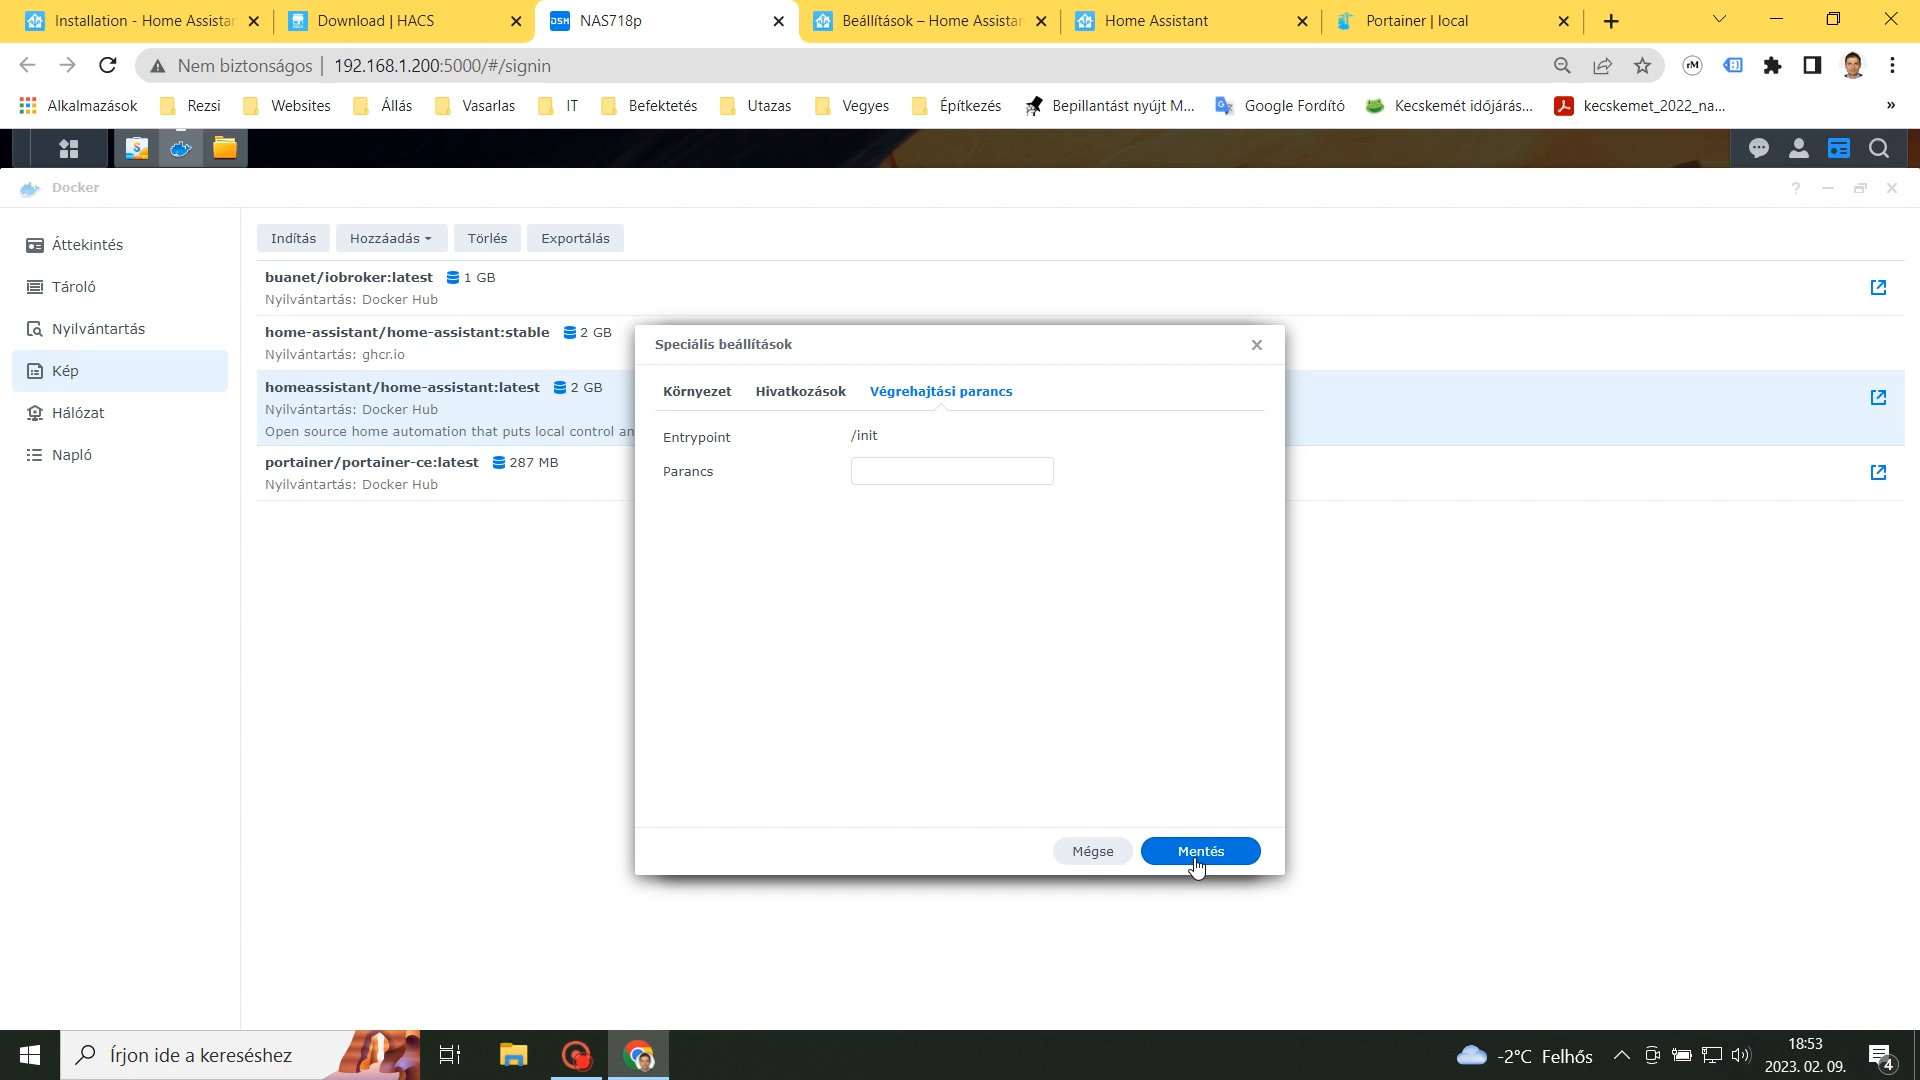 Installation - Home Assistan
Download | HACS
DSM NAS718p
Beállítások – Home Assistan
Home Assistant
Portainer | local
Nem biztonságos | 192.168.1.200:5000/#/signin
Alkalmazások Rezsi Websites Állás Vasarlas IT Befektetés Utazas Vegyes Építkezés Bepillantást nyújt M... Google Fordító Kecskemét időjárás... kecskemet_2022_na... »
Docker
Áttekintés
Tároló
Nyilvántartás
Kép
Hálózat
Napló
Indítás Hozzáadás Törlés Exportálás
buanet/iobroker:latest 1 GB
Nyilvántartás: Docker Hub
home-assistant/home-assistant:stable 2 GB
Nyilvántartás: ghcr.io
homeassistant/home-assistant:latest 2 GB
Nyilvántartás: Docker Hub
Open source home automation that puts local control an
portainer/portainer-ce:latest 287 MB
Nyilvántartás: Docker Hub
Speciális beállítások
Környezet Hivatkozások Végrehajtási parancs
Entrypoint /init
Parancs
Mégse Mentés
Írjon ide a kereséshez
-2°C Felhős
18:53
2023. 02. 09.
4